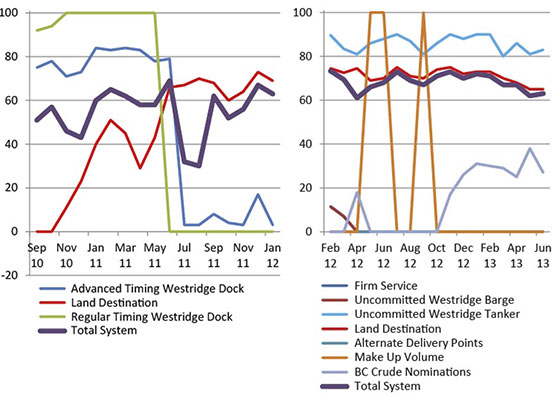 100
80
60
40
20
0
-20
Sep 10
Nov 10
Jan 11
Mar 11
May 11
Jul 11
Sep 11
Nov 11
Jan 12
Advanced Timing Westridge Dock
Land Destination
Regular Timing Westridge Dock
Total System
100
80
60
40
20
0
Feb 12
Apr 12
Jun 12
Aug 12
Oct 12
Dec 12
Feb 13
Apr 13
Jun 13
Firm Service
Uncommitted Westridge Barge
Uncommitted Westridge Tanker
Land Destination
Alternate Delivery Points
Make Up Volume
BC Crude Nominations
Total System